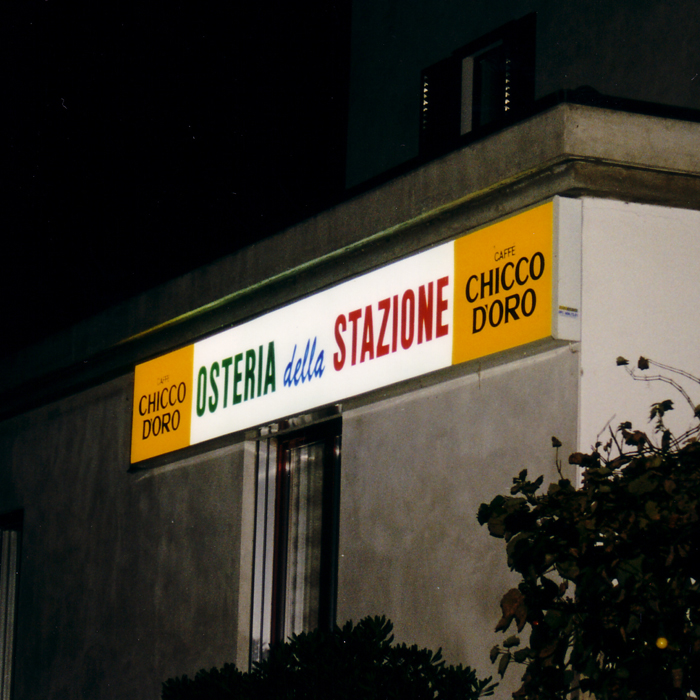 CAFFE
CHICCO
D'ORO
OSTERIA della STAZIONE
CAFFE
CHICCO
D'ORO